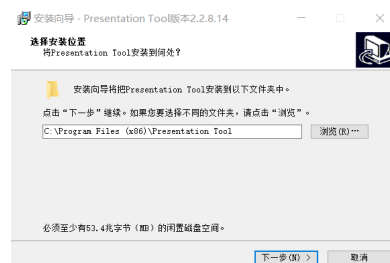 安装向导 - Presentation Tool版本2.2.8.14
选择安装位置
将Presentation Tool安装到何处？
安装向导将把Presentation Tool安装到以下文件夹中。
点击“下一步”继续。如果您要选择不同的文件夹，请点击“浏览”。
C:\Program Files (x86)\Presentation Tool
浏览(R)…
必须至少有53.4兆字节（MB）的闲置磁盘空间。
下一步(N) >
取消